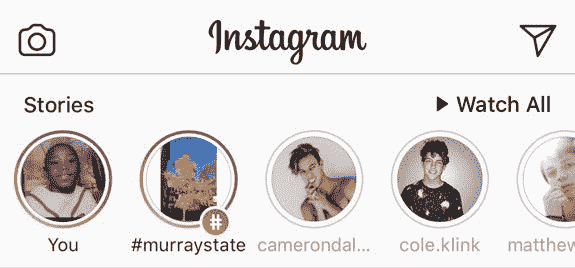 Instagram
Stories
Watch All
#
You
#murraystate
camerondal...
cole.klink
matthew